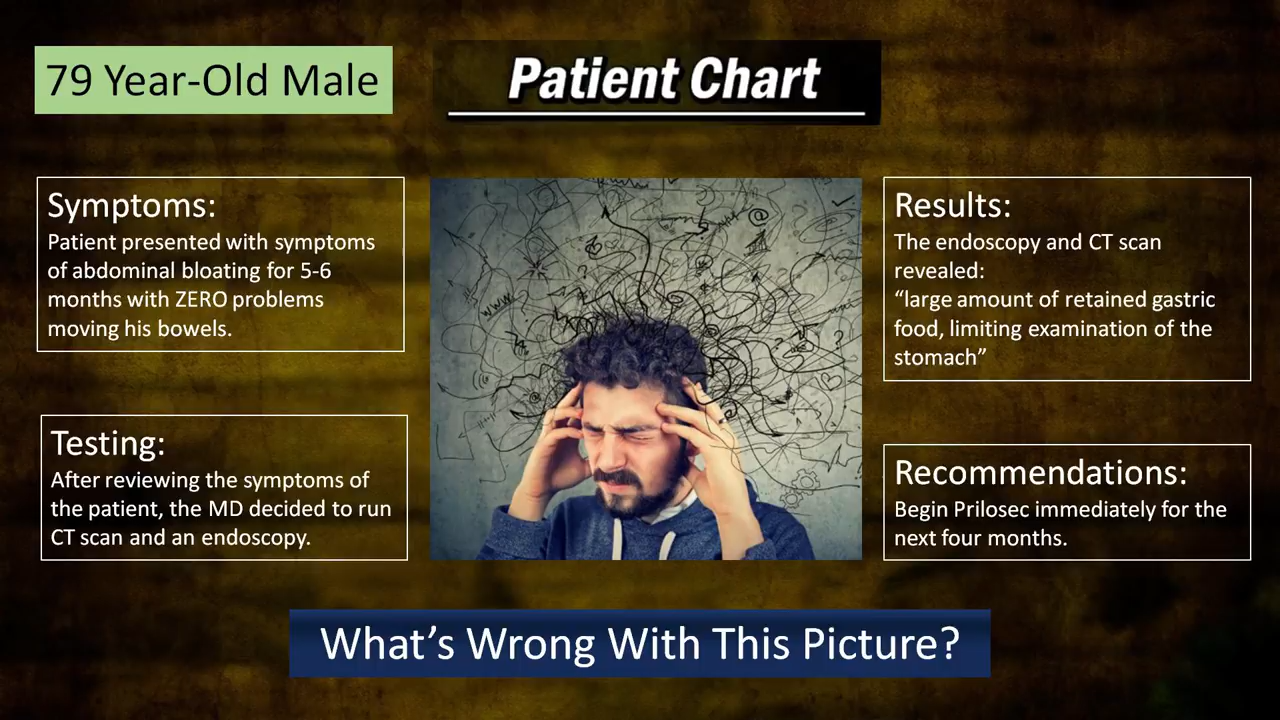 79 Year-Old Male
Patient Chart
Symptoms:
Patient presented with symptoms
of abdominal bloating for 5-6
months with ZERO problems
moving his bowels.
Testing:
After reviewing the symptoms of
the patient, the MD decided to run
CT scan and an endoscopy.
www
@
Results:
The endoscopy and CT scan
revealed:
“large amount of retained gastric
food, limiting examination of the
stomach”
Recommendations:
Begin Prilosec immediately for the
next four months.
What’s Wrong With This Picture?